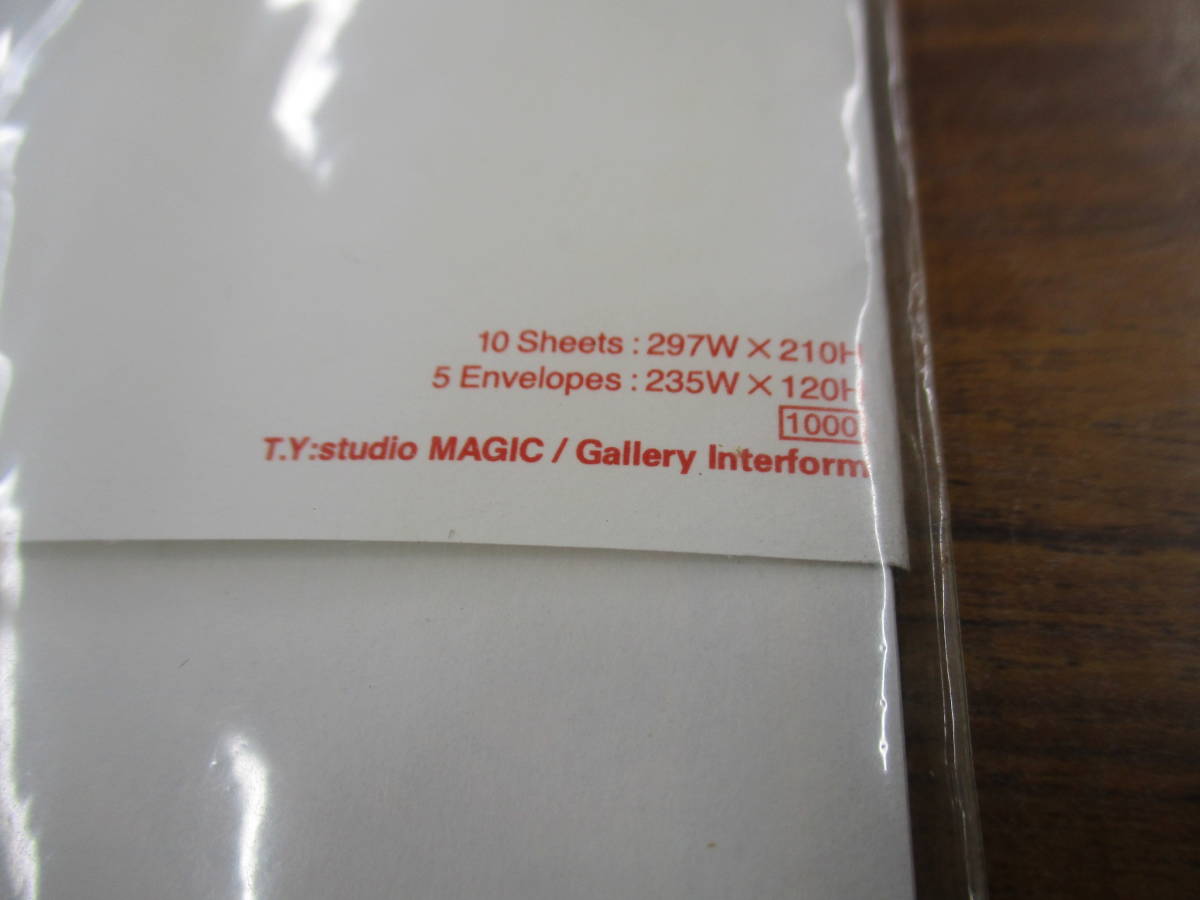 10 Sheets : 297W × 210H
5 Envelopes : 235W × 120H
1000
T.Y:studio MAGIC / Gallery Interform